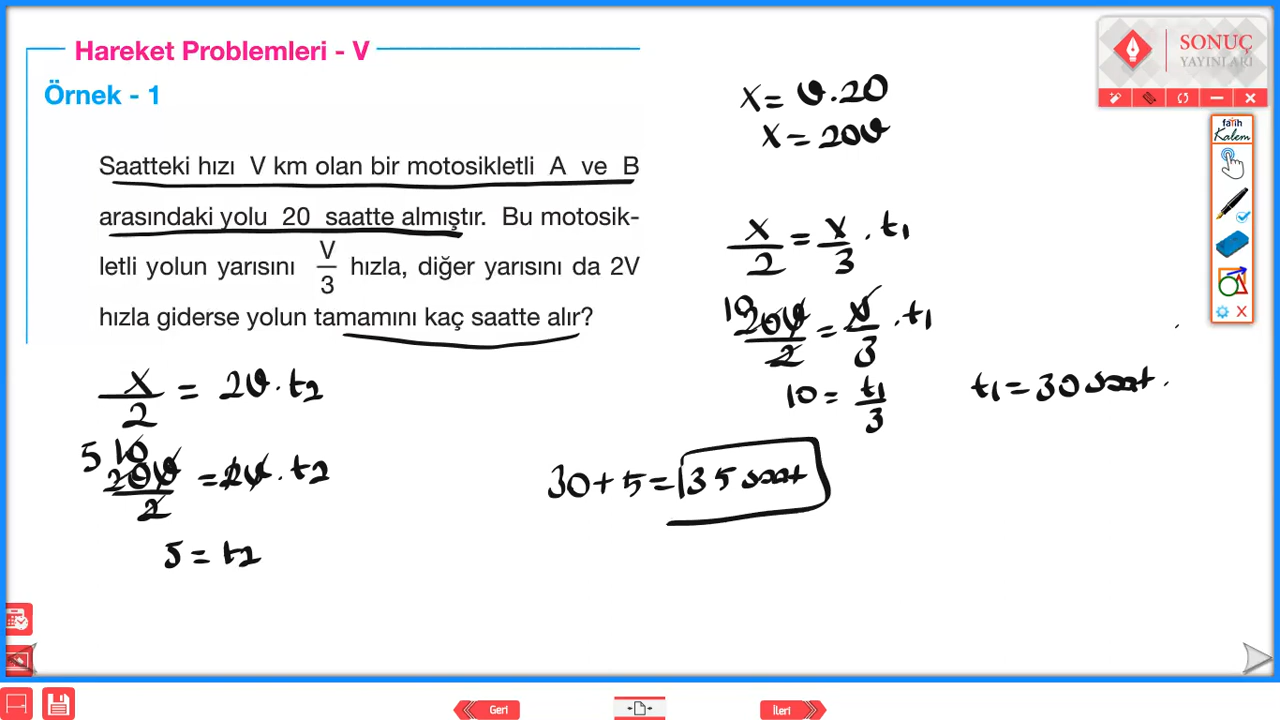 Hareket Problemleri - V
Örnek - 1
Saatteki hızı V km olan bir motosikletli A ve B
arasındaki yolu 20 saatte almıştır. Bu motosik-
letli yolun yarısını V/3 hızla, diğer yarısını da 2V
hızla giderse yolun tamamını kaç saatte alır?
x/2 = 2v.t2
5 10
20v/2 = 2v.t2
5 = t2
x = v.20
x = 20v
x/2 = v/3 . t1
10
20v/2 = v/3 . t1
10 = t1/3
t1 = 30 saat.
30+5 = 35 saat
SONUÇ
YAYINLARI
fatih
Kalem
Geri
İleri